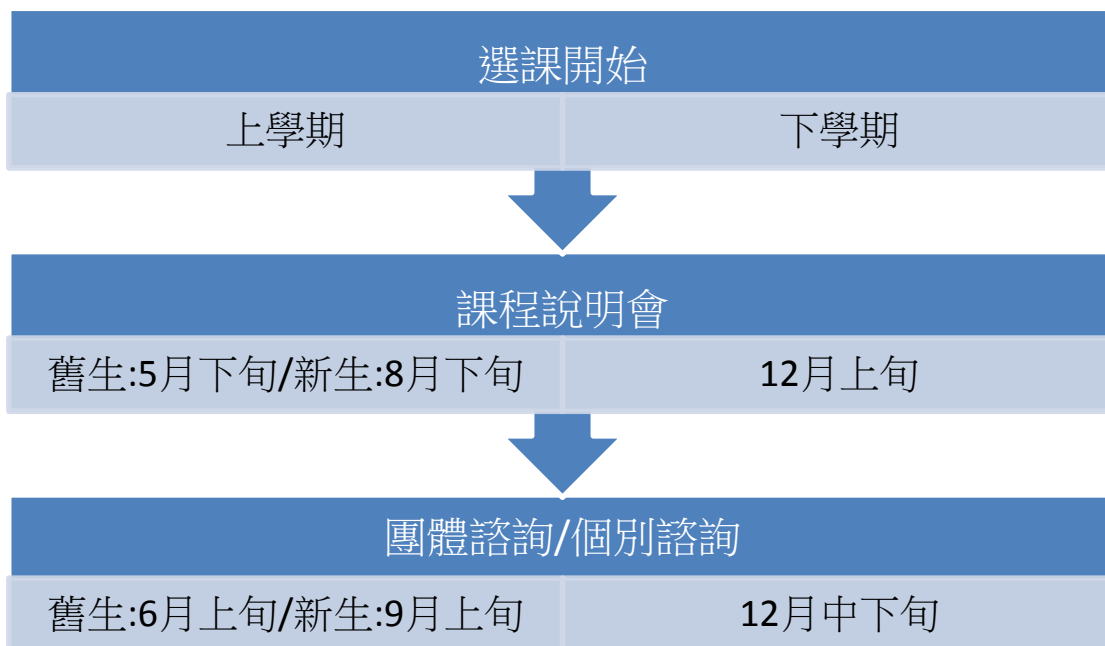 選課開始
上學期
下學期
課程說明會
舊生:5月下旬/新生:8月下旬
12月上旬
團體諮詢/個別諮詢
舊生:6月上旬/新生:9月上旬
12月中下旬